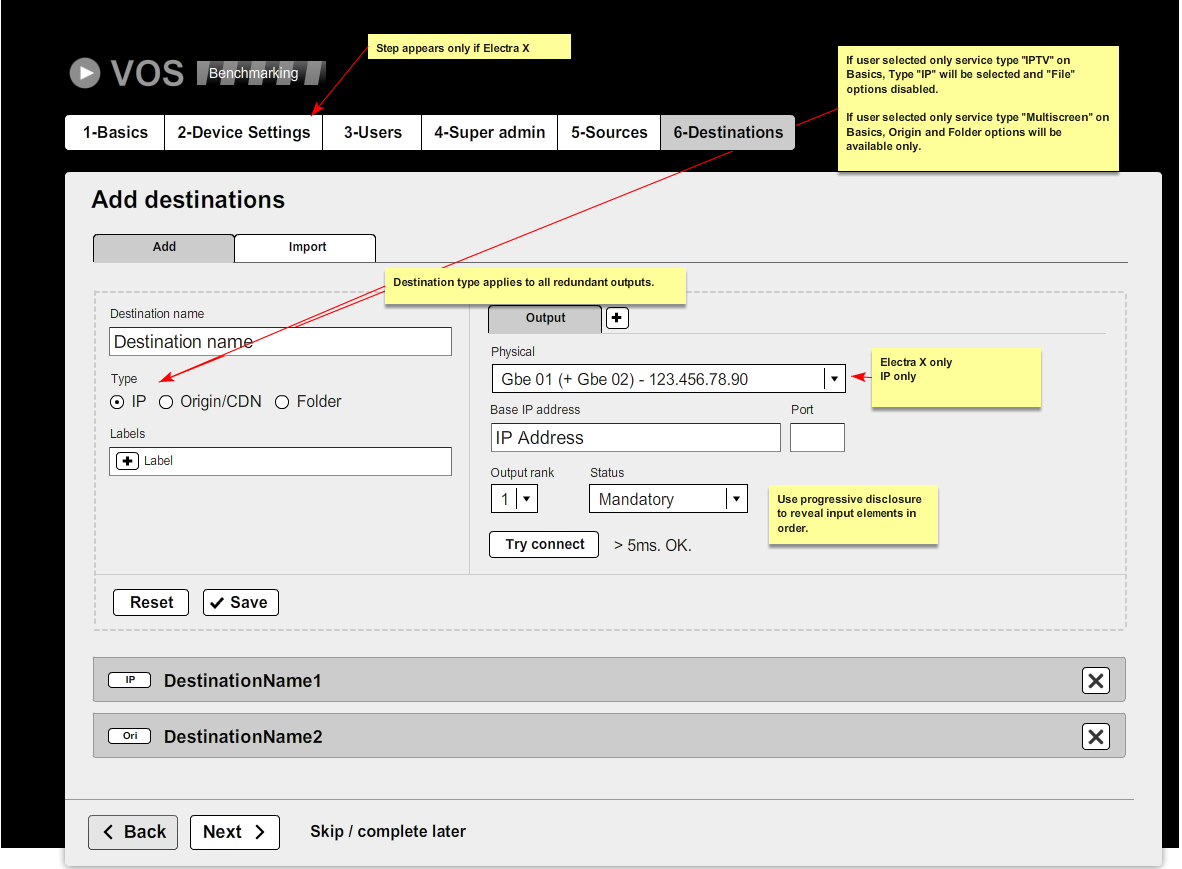 Step appears only if Electra X
VOS
Benchmarking
If user selected only service type "IPTV" on
Basics, Type "IP" will be selected and "File"
options disabled.
If user selected only service type "Multiscreen" on
Basics, Origin and Folder options will be
available only.
1-Basics
2-Device Settings
3-Users
4-Super admin
5-Sources
6-Destinations
Add destinations
Add
Import
Destination type applies to all redundant outputs.
Destination name
Destination name
Type
IP
Origin/CDN
Folder
Labels
Label
Output
Physical
Gbe 01 (+ Gbe 02) - 123.456.78.90
Electra X only
IP only
Base IP address
Port
IP Address
Output rank
Status
1
Mandatory
Use progressive disclosure
to reveal input elements in
order.
Try connect
> 5ms. OK.
Reset
Save
IP
DestinationName1
Ori
DestinationName2
Back
Next
Skip / complete later